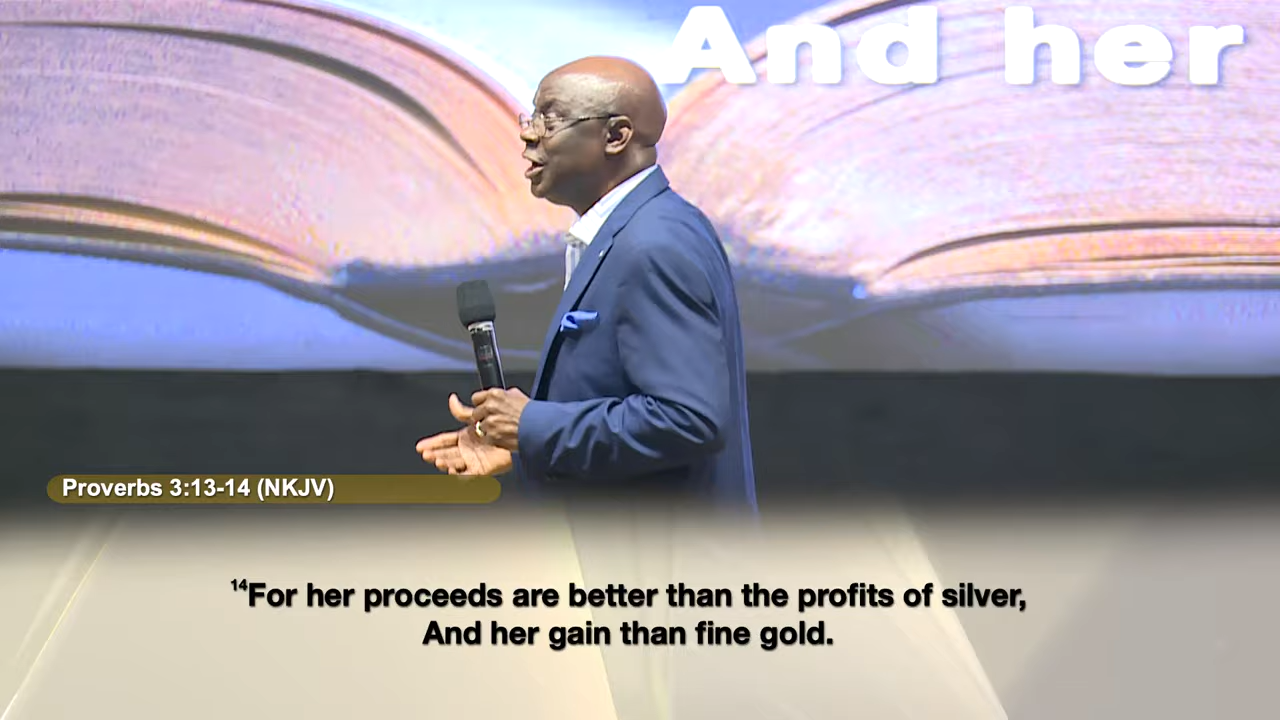 And her
Proverbs 3:13-14 (NKJV)
14For her proceeds are better than the profits of silver,
And her gain than fine gold.